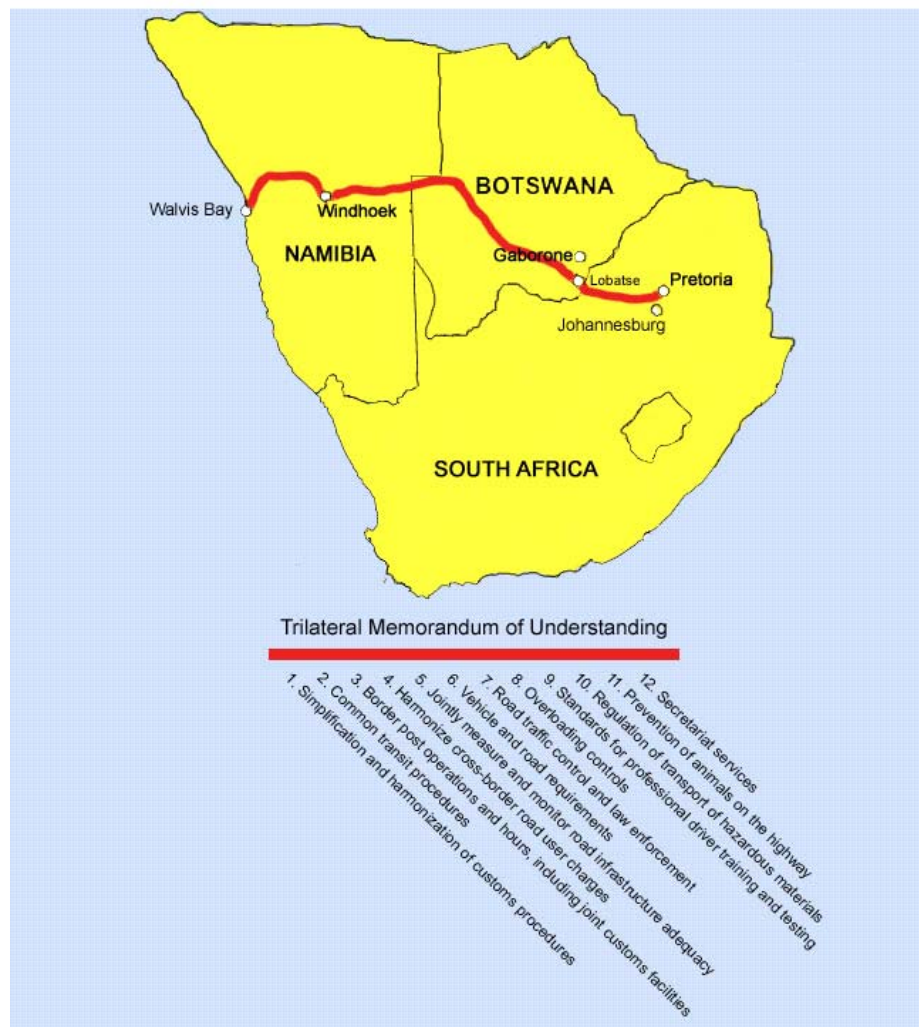 BOTSWANA
Walvis Bay
Windhoek
NAMIBIA
Gaborone
Lobatse
Pretoria
Johannesburg
SOUTH AFRICA
Trilateral Memorandum of Understanding
1. Simplification and harmonization of customs procedures
2. Common transit procedures
3. Border post operations and hours, including joint customs facilities
4. Harmonize cross-border road user charges
5. Jointly measure and monitor road infrastructure adequacy
6. Vehicle and road requirements
7. Road traffic control and law enforcement
8. Overloading controls
9. Standards for professional driver training and testing
10. Regulation of transport of hazardous materials
11. Prevention of animals on the highway
12. Secretariat services